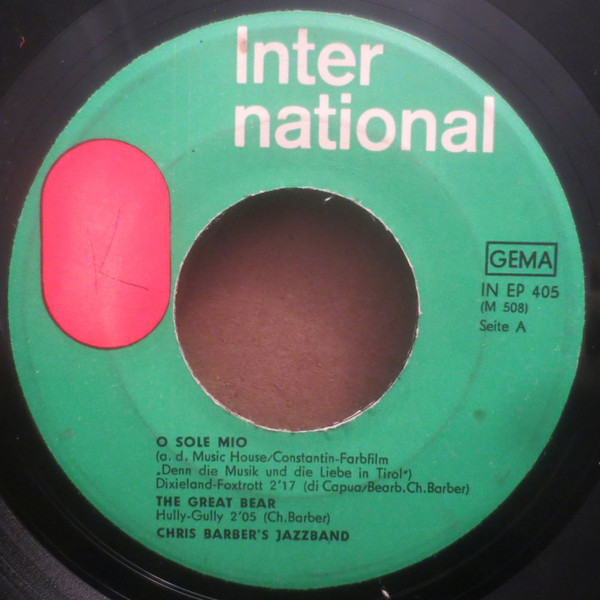 Inter
national
K
GEMA
IN EP 405
(M 508)
Seite A
O SOLE MIO
(a. d. Music House/Constantin-Farbfilm
„Denn die Musik und die Liebe in Tirol")
Dixieland-Foxtrott 2'17 (di Capua/Bearb.Ch.Barber)
THE GREAT BEAR
Hully-Gully 2'05 (Ch.Barber)
CHRIS BARBER'S JAZZBAND